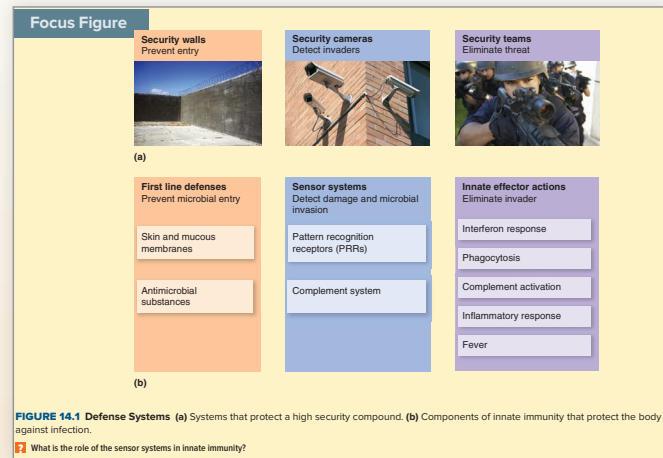 Focus Figure
Security walls
Prevent entry
Security cameras
Detect invaders
Security teams
Eliminate threat
(a)
First line defenses
Prevent microbial entry
Skin and mucous
membranes
Antimicrobial
substances
Sensor systems
Detect damage and microbial
invasion
Pattern recognition
receptors (PRRs)
Complement system
Innate effector actions
Eliminate invader
Interferon response
Phagocytosis
Complement activation
Inflammatory response
Fever
(b)
FIGURE 14.1 Defense Systems (a) Systems that protect a high security compound. (b) Components of innate immunity that protect the body
against infection.
? What is the role of the sensor systems in innate immunity?